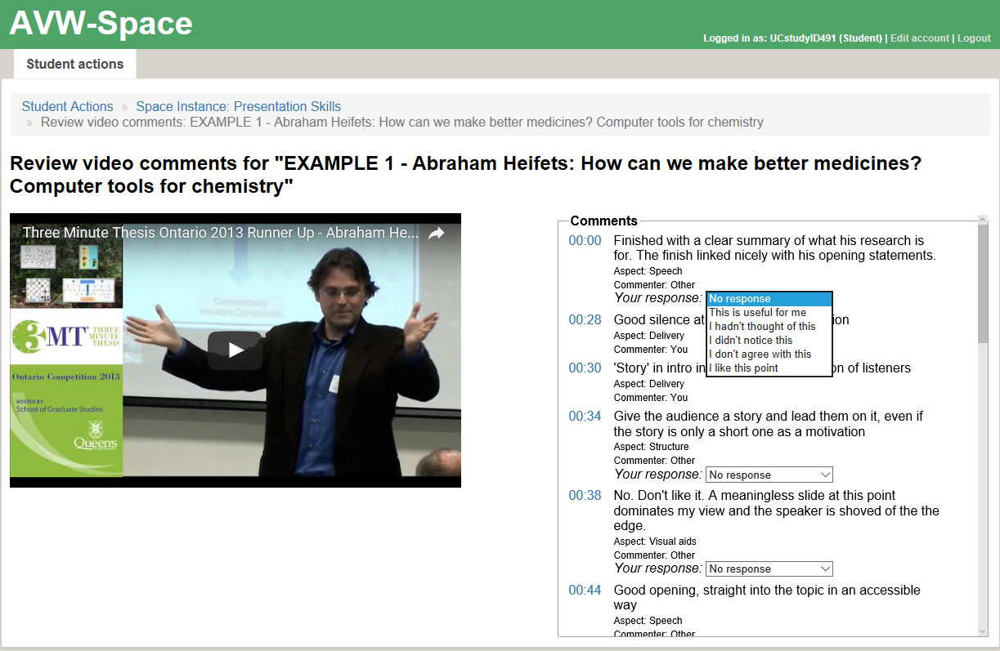 AVW-Space
Logged in as: UCstudyID491 (Student) | Edit account | Logout
Student actions
Student Actions » Space Instance: Presentation Skills
» Review video comments: EXAMPLE 1 - Abraham Heifets: How can we make better medicines? Computer tools for chemistry
Review video comments for "EXAMPLE 1 - Abraham Heifets: How can we make better medicines?
Computer tools for chemistry"
Three Minute Thesis Ontario 2013 Runner Up - Abraham He...
Commercially
Available Compounds
3MT THREE
MINUTE
THESIS
Ontario Competition 2013
HOSTED BY
School of Graduate Studies
Queen's
UNIVERSITY
Comments
00:00 Finished with a clear summary of what his research is
for. The finish linked nicely with his opening statements.
Aspect: Speech
Commenter: Other
Your response: No response
This is useful for me
I hadn't thought of this
I didn't notice this
I don't agree with this
I like this point
00:28 Good silence at ion
Aspect: Delivery
Commenter: You
00:30 'Story' in intro in on of listeners
Aspect: Delivery
Commenter: You
00:34 Give the audience a story and lead them on it, even if
the story is only a short one as a motivation
Aspect: Structure
Commenter: Other
Your response: No response
00:38 No. Don't like it. A meaningless slide at this point
dominates my view and the speaker is shoved of the the
edge.
Aspect: Visual aids
Commenter: Other
Your response: No response
00:44 Good opening, straight into the topic in an accessible
way
Aspect: Speech
Commenter: Other